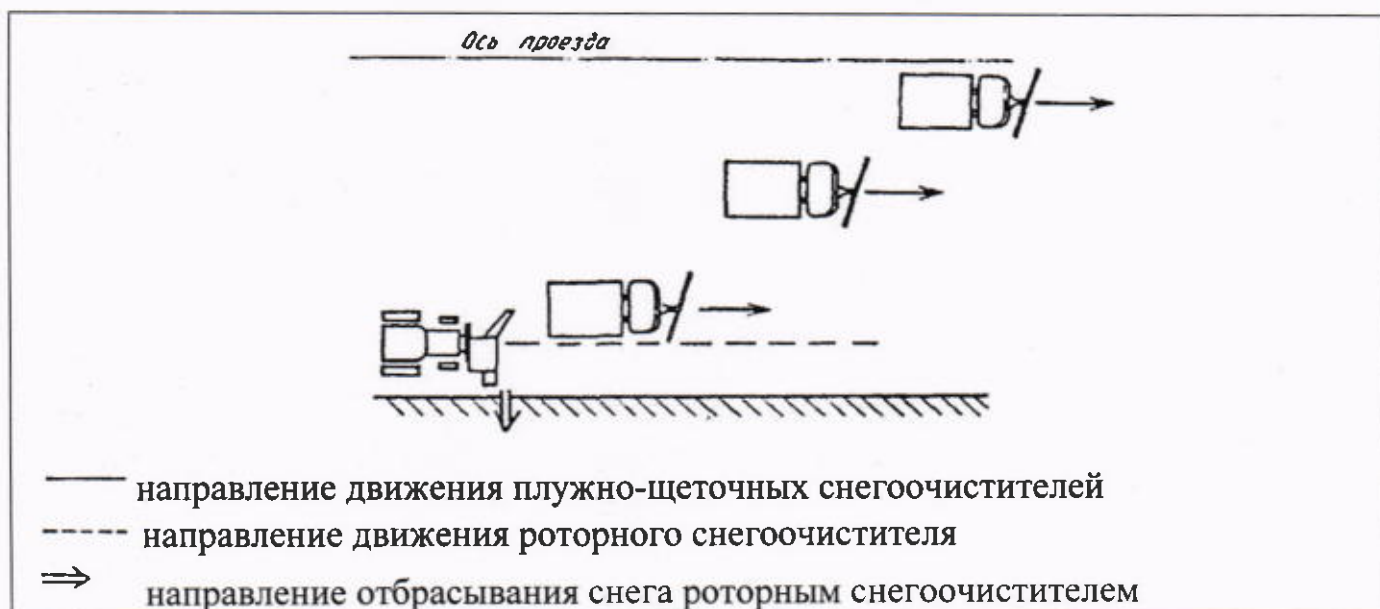 Ось проезда
направление движения плужно-щеточных снегоочистителей
направление движения роторного снегоочистителя
направление отбрасывания снега роторным снегоочистителем